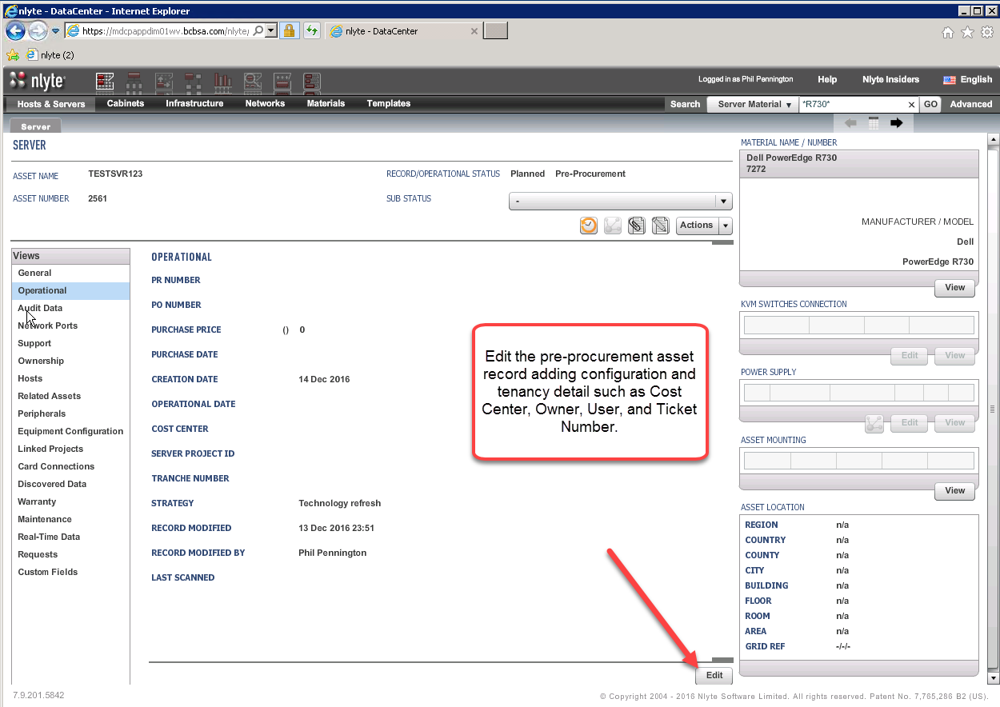 nlyte - DataCenter - Internet Explorer
https://mdcpappdim01wv.bcbsa.com/nlyte/
nlyte - DataCenter
nlyte (2)
nlyte
Logged in as Phil Pennington
Help
Nlyte Insiders
English
Hosts & Servers
Cabinets
Infrastructure
Networks
Materials
Templates
Search
Server Material
*R730*
GO
Advanced
Server
SERVER
ASSET NAME TESTSVR123
RECORD/OPERATIONAL STATUS Planned Pre-Procurement
ASSET NUMBER 2561
SUB STATUS -
Actions
Views
General
Operational
Audit Data
Network Ports
Support
Ownership
Hosts
Related Assets
Peripherals
Equipment Configuration
Linked Projects
Card Connections
Discovered Data
Warranty
Maintenance
Real-Time Data
Requests
Custom Fields
OPERATIONAL
PR NUMBER
PO NUMBER
PURCHASE PRICE () 0
PURCHASE DATE
CREATION DATE 14 Dec 2016
OPERATIONAL DATE
COST CENTER
SERVER PROJECT ID
TRANCHE NUMBER
STRATEGY Technology refresh
RECORD MODIFIED 13 Dec 2016 23:51
RECORD MODIFIED BY Phil Pennington
LAST SCANNED
Edit the pre-procurement asset
record adding configuration and
tenancy detail such as Cost
Center, Owner, User, and Ticket
Number.
Edit
MATERIAL NAME / NUMBER
Dell PowerEdge R730
7272
MANUFACTURER / MODEL
Dell
PowerEdge R730
View
KVM SWITCHES CONNECTION
Edit View
POWER SUPPLY
Edit View
ASSET MOUNTING
View
ASSET LOCATION
REGION n/a
COUNTRY n/a
COUNTY n/a
CITY n/a
BUILDING n/a
FLOOR n/a
ROOM n/a
AREA n/a
GRID REF -/-/-
7.9.201.5842
© Copyright 2004 - 2016 Nlyte Software Limited. All rights reserved. Patent No. 7,765,286 B2 (US).